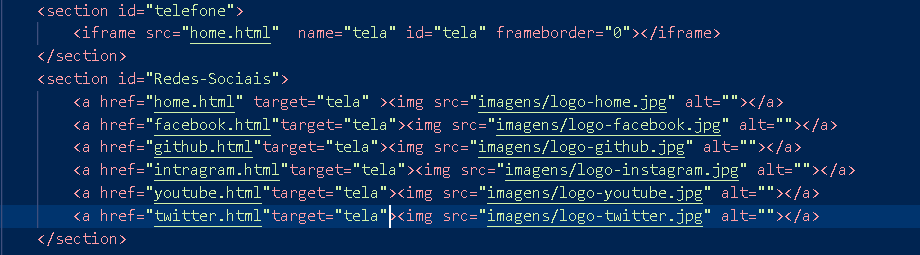 <section id="telefone">
<iframe src="home.html"  name="tela" id="tela" frameborder="0"></iframe>
</section>
<section id="Redes-Sociais">
<a href="home.html" target="tela" ><img src="imagens/logo-home.jpg" alt=""></a>
<a href="facebook.html"target="tela"><img src="imagens/logo-facebook.jpg" alt=""></a>
<a href="github.html"target="tela"><img src="imagens/logo-github.jpg" alt=""></a>
<a href="intragram.html"target="tela"><img src="imagens/logo-instagram.jpg" alt=""></a>
<a href="youtube.html"target="tela"><img src="imagens/logo-youtube.jpg" alt=""></a>
<a href="twitter.html"target="tela"><img src="imagens/logo-twitter.jpg" alt=""></a>
</section>